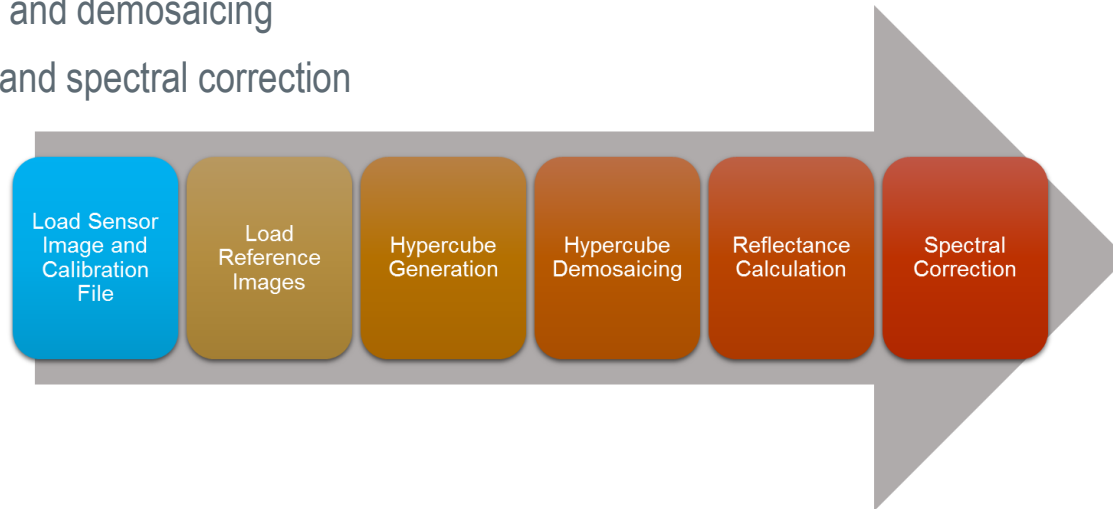 and demosaicing
and spectral correction
Load Sensor
Image and
Calibration
File
Load
Reference
Images
Hypercube
Generation
Hypercube
Demosaicing
Reflectance
Calculation
Spectral
Correction